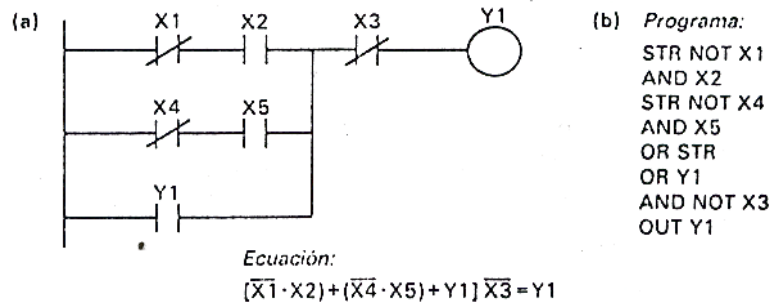 (a)
X1 X2 X3 Y1
X4 X5
Y1
Ecuación:
[X̅1̅·X2)+(X̅4̅·X5)+Y1] X̅3̅=Y1
(b) Programa:
STR NOT X1
AND X2
STR NOT X4
AND X5
OR STR
OR Y1
AND NOT X3
OUT Y1